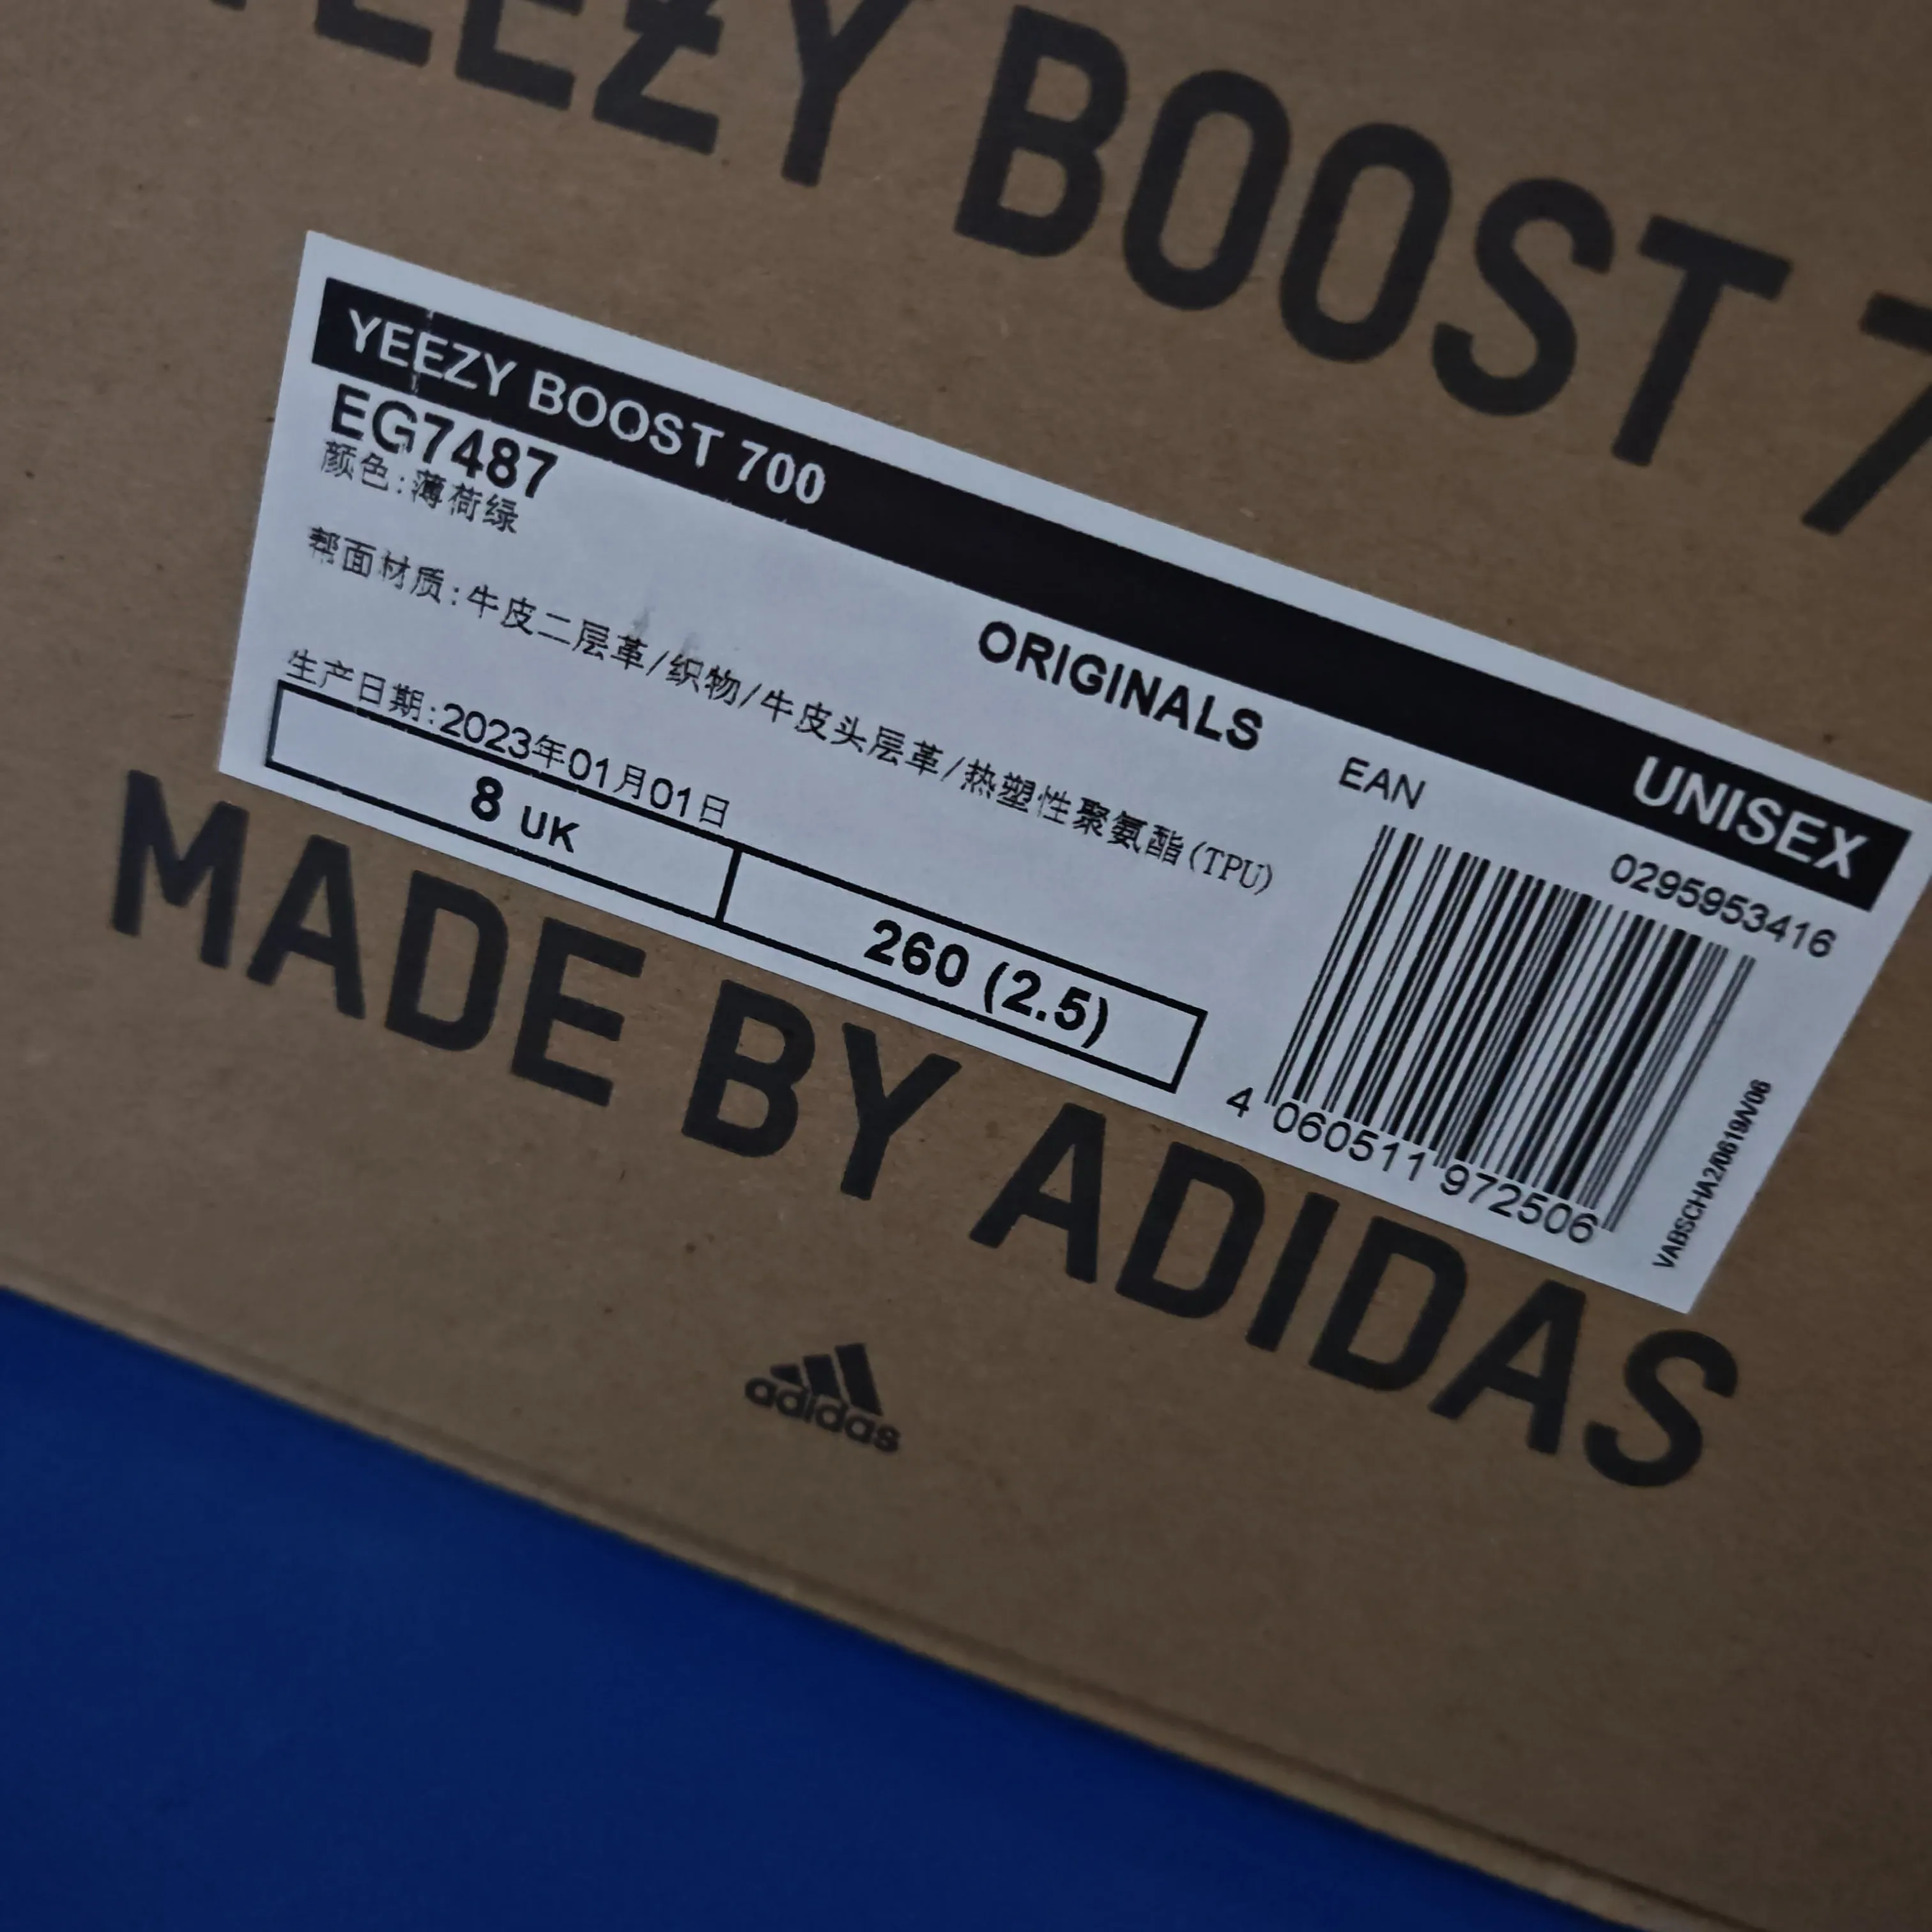 YEEZY BOOST 7
YEEZY BOOST 700
UNISEX
EG7487
颜色:薄荷绿
ORIGINALS
EAN
0295953416
帮面材质:牛皮二层革/织物/牛皮头层革/热塑性聚氨酯(TPU)
生产日期:2023年01月01日
8 UK
260 (2.5)
4 060511 972506
VABSCHA2/0619/V06
MADE BY ADIDAS
adidas